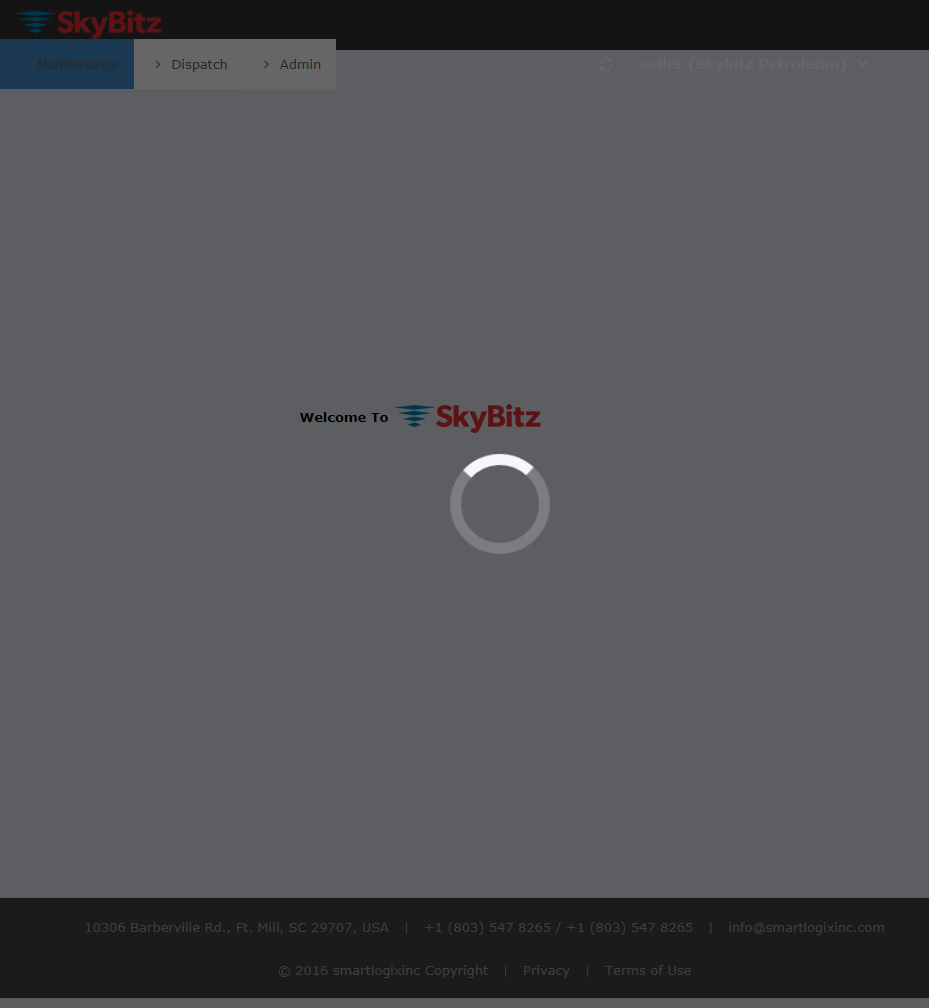 SkyBitz
Maintenance Dispatch Admin seller (Skybitz Petroleum)
Welcome To SkyBitz
10306 Barberville Rd., Ft. Mill, SC 29707, USA | +1 (803) 547 8265 / +1 (803) 547 8265 | info@smartlogixinc.com
© 2016 smartlogixinc Copyright | Privacy | Terms of Use